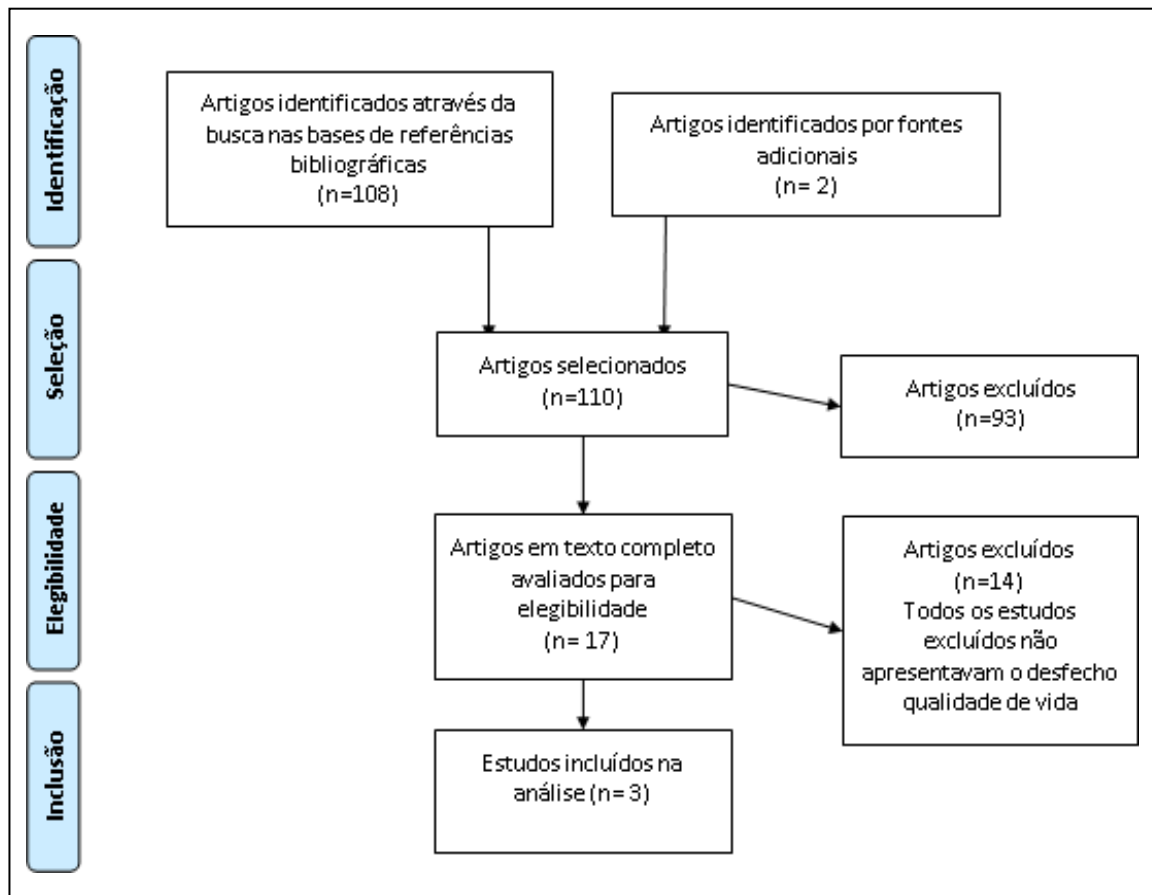 Identificação
Artigos identificados através da
busca nas bases de referências
bibliográficas
(n=108)
Artigos identificados por fontes
adicionais
(n= 2)
Seleção
Artigos selecionados
(n=110)
Artigos excluídos
(n=93)
Elegibilidade
Artigos em texto completo
avaliados para
elegibilidade
(n= 17)
Artigos excluídos
(n=14)
Todos os estudos
excluídos não
apresentavam o desfecho
qualidade de vida
Inclusão
Estudos incluídos na
análise (n= 3)